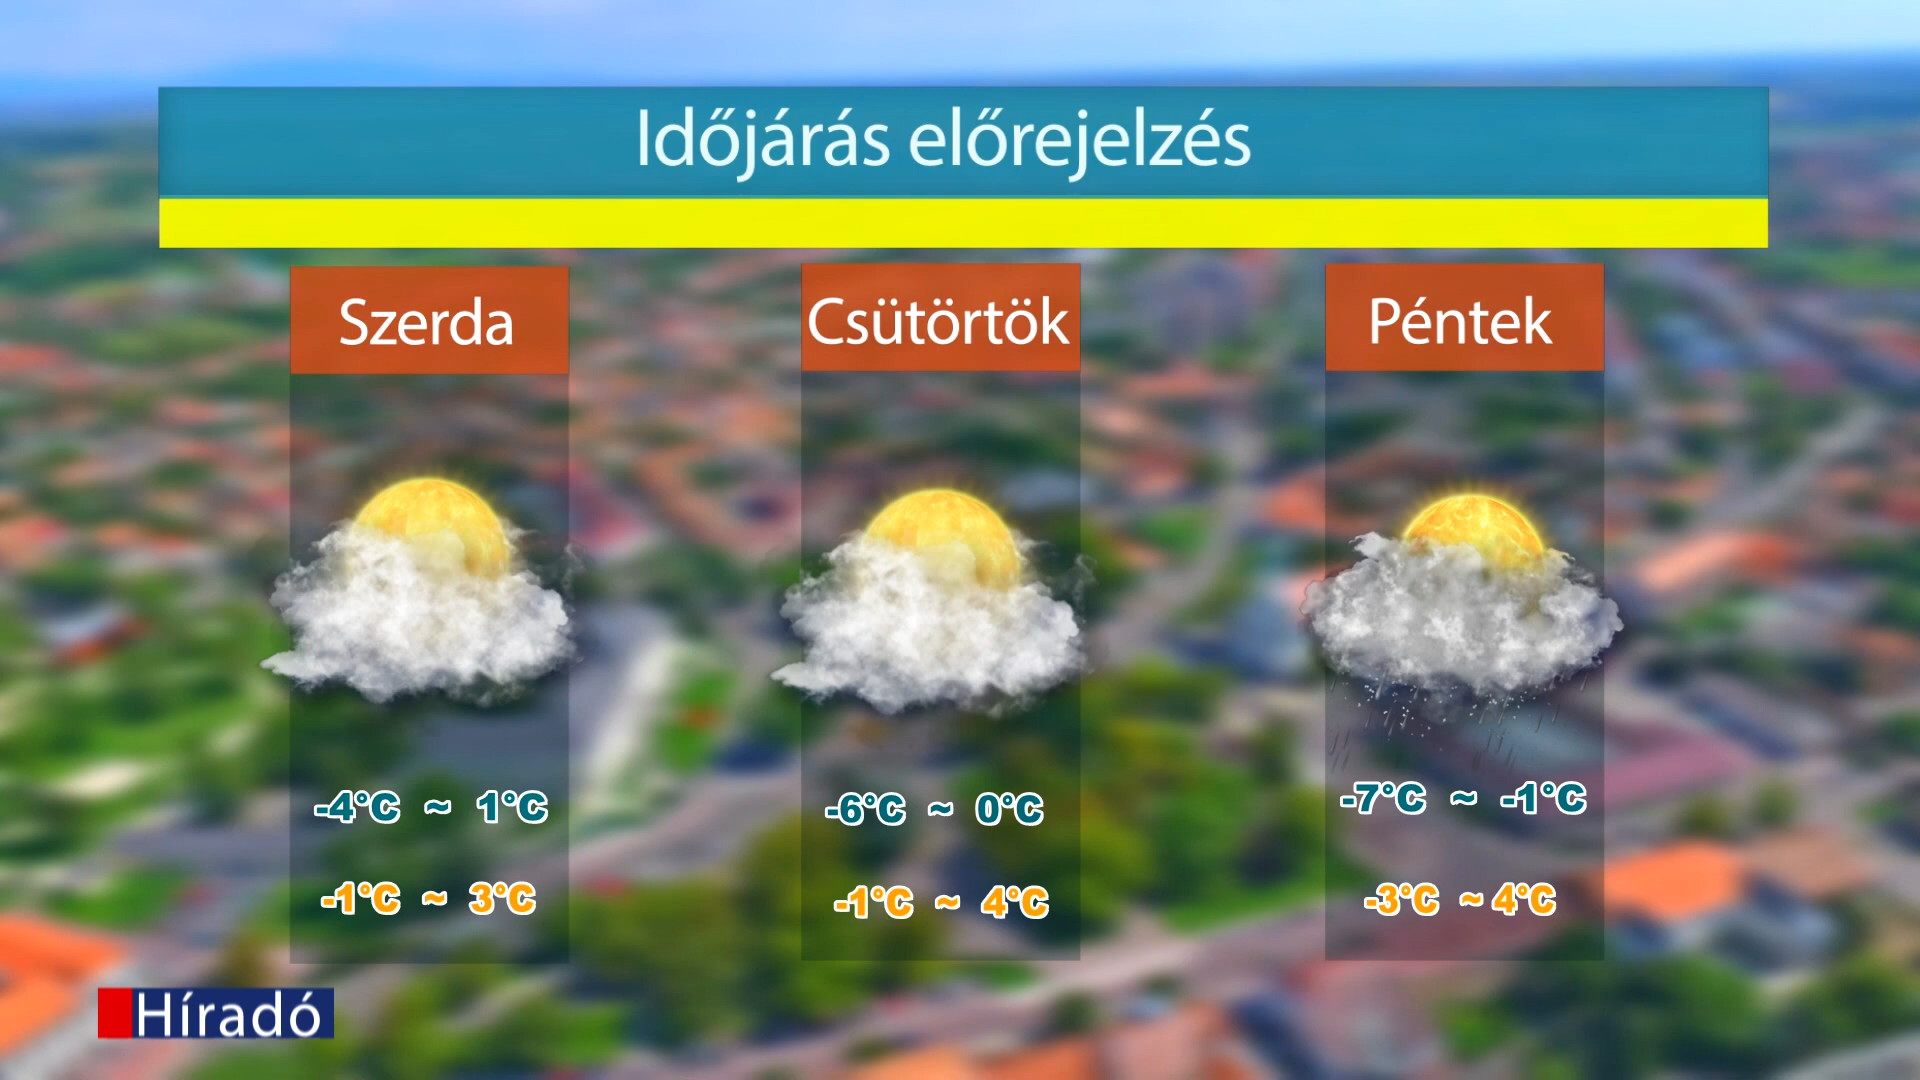 Időjárás előrejelzés
Szerda
Csütörtök
Péntek
-4°C ~ 1°C
-6°C ~ 0°C
-7°C ~ -1°C
-1°C ~ 3°C
-1°C ~ 4°C
-3°C ~ 4°C
Híradó